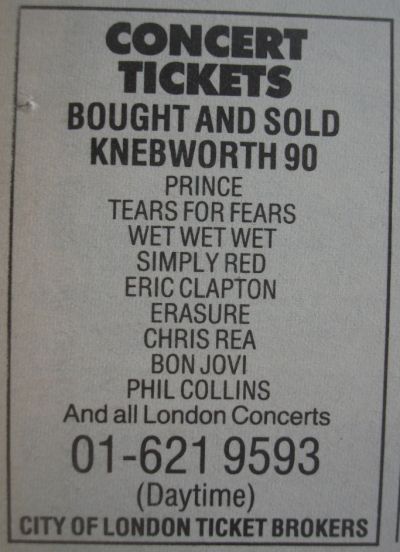 CONCERT
TICKETS
BOUGHT AND SOLD
KNEBWORTH 90
PRINCE
TEARS FOR FEARS
WET WET WET
SIMPLY RED
ERIC CLAPTON
ERASURE
CHRIS REA
BON JOVI
PHIL COLLINS
And all London Concerts
01-621 9593
(Daytime)
CITY OF LONDON TICKET BROKERS